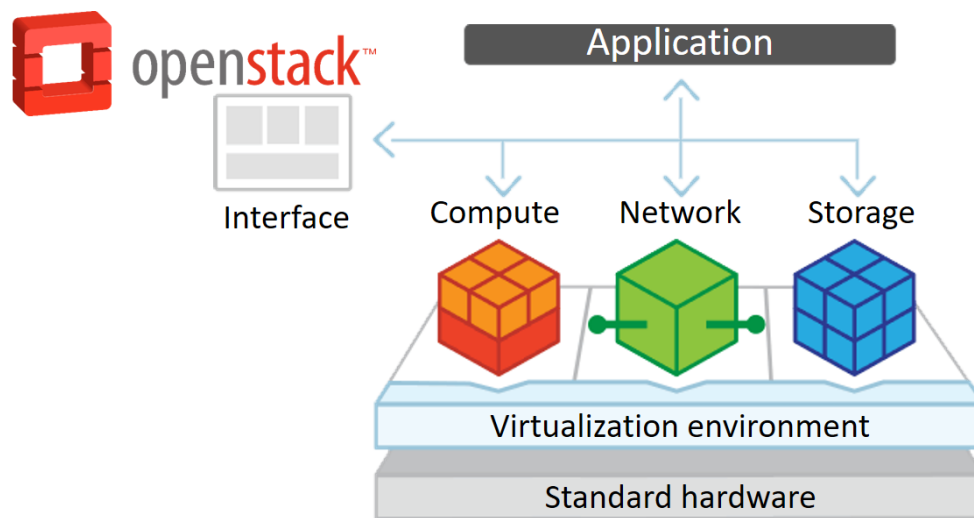 openstack™
Application
Interface
Compute
Network
Storage
Virtualization environment
Standard hardware